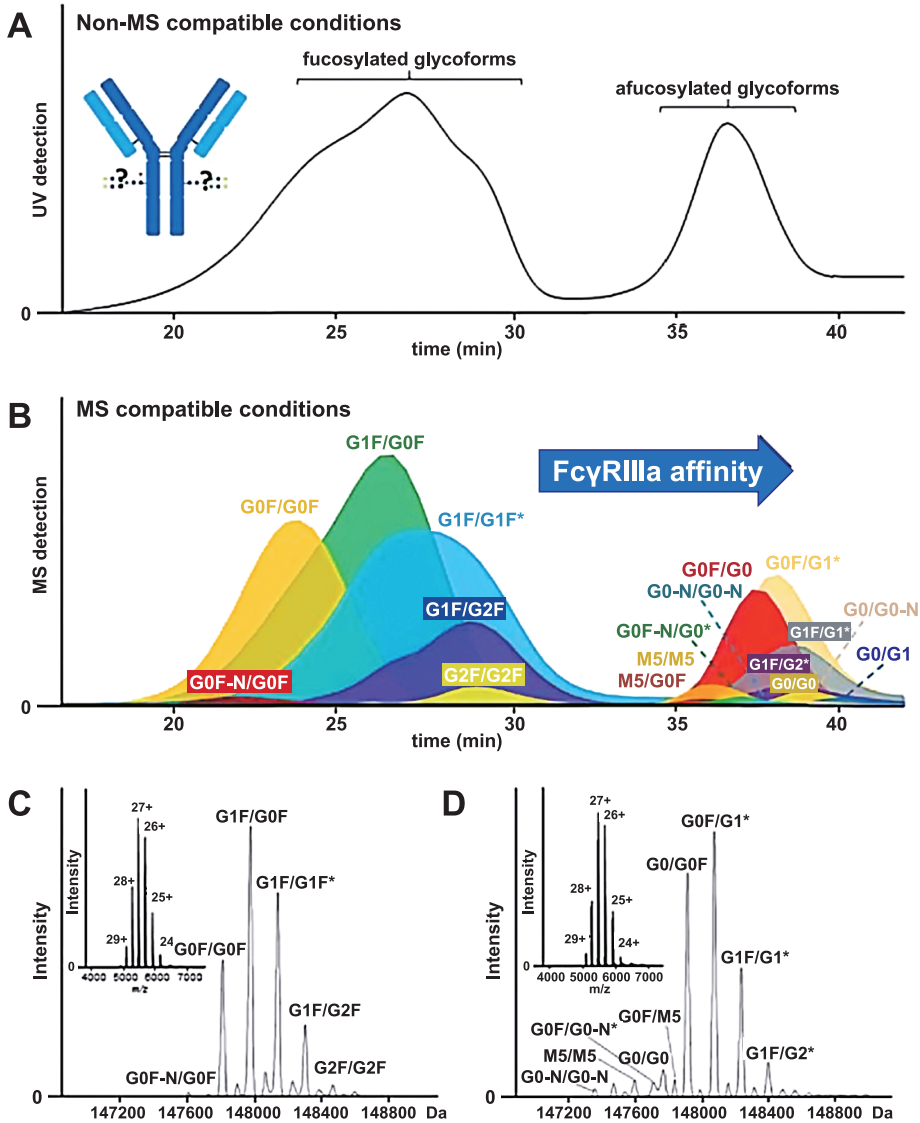 A
Non-MS compatible conditions
fucosylated glycoforms
afucosylated glycoforms
UV detection
?
?
0
20
25
30
35
40
time (min)
B
MS compatible conditions
FcγRIIIa affinity
MS detection
G1F/G0F
G0F/G0F
G1F/G1F*
G1F/G2F
G0F-N/G0F
G2F/G2F
G0F/G1*
G0F/G0
G0-N/G0-N
G0/G0-N
G0F-N/G0*
G1F/G1*
G0/G1
M5/M5
G1F/G2*
M5/G0F
G0/G0
0
20
25
30
35
40
time (min)
C
Intensity
Intensity
27+
26+
28+
25+
29+
24
0
4000 5000 6000 7000
m/z
G1F/G0F
G1F/G1F*
G0F/G0F
G1F/G2F
G2F/G2F
G0F-N/G0F
0
147200 147600 148000 148400 148800 Da
D
Intensity
Intensity
27+
26+
28+
25+
29+
24+
0
4000 5000 6000 7000
m/z
G0F/G1*
G0/G0F
G1F/G1*
G0F/M5
G0F/G0-N*
G0/G0
M5/M5
G1F/G2*
G0-N/G0-N
0
147200 147600 148000 148400 148800 Da